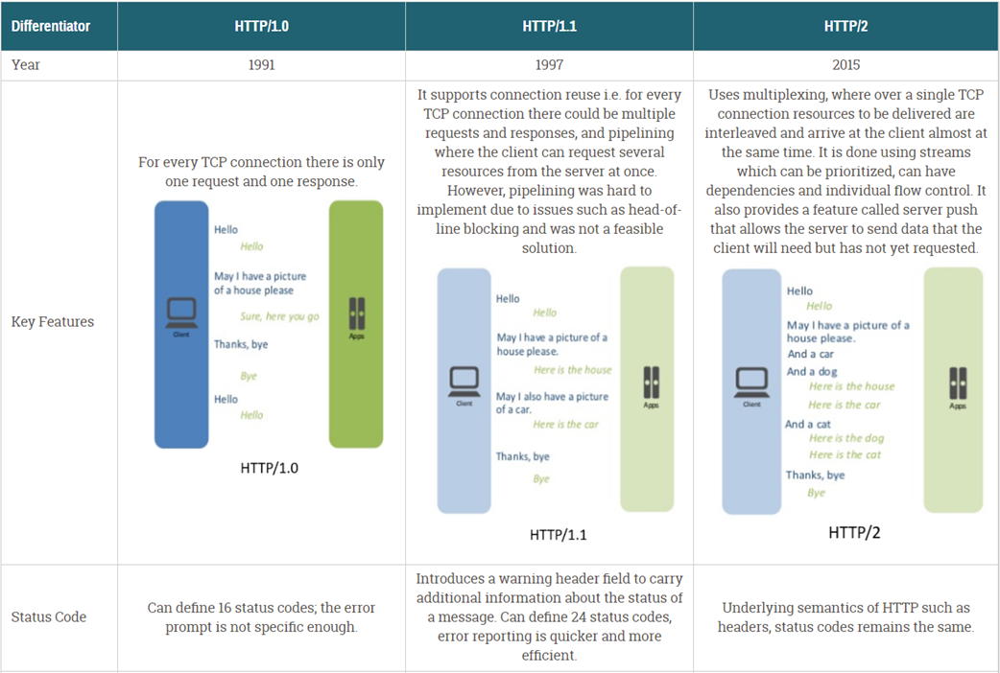 Differentiator
HTTP/1.0
HTTP/1.1
HTTP/2
Year
1991
1997
2015
Key Features
For every TCP connection there is only
one request and one response.
Hello
Hello
May I have a picture
of a house please
Sure, here you go
Thanks, bye
Bye
Hello
Hello
Client
Apps
HTTP/1.0
It supports connection reuse i.e. for every
TCP connection there could be multiple
requests and responses, and pipelining
where the client can request several
resources from the server at once.
However, pipelining was hard to
implement due to issues such as head-of-
line blocking and was not a feasible
solution.
Hello
Hello
May I have a picture of a
house please.
Here is the house
May I also have a picture
of a car.
Here is the car
Thanks, bye
Bye
Client
Apps
HTTP/1.1
Uses multiplexing, where over a single TCP
connection resources to be delivered are
interleaved and arrive at the client almost at
the same time. It is done using streams
which can be prioritized, can have
dependencies and individual flow control. It
also provides a feature called server push
that allows the server to send data that the
client will need but has not yet requested.
Hello
Hello
May I have a picture of a
house please.
And a car
And a dog
Here is the house
Here is the car
And a cat
Here is the dog
Here is the cat
Thanks, bye
Bye
Client
Apps
HTTP/2
Status Code
Can define 16 status codes; the error
prompt is not specific enough.
Introduces a warning header field to carry
additional information about the status of
a message. Can define 24 status codes,
error reporting is quicker and more
efficient.
Underlying semantics of HTTP such as
headers, status codes remains the same.